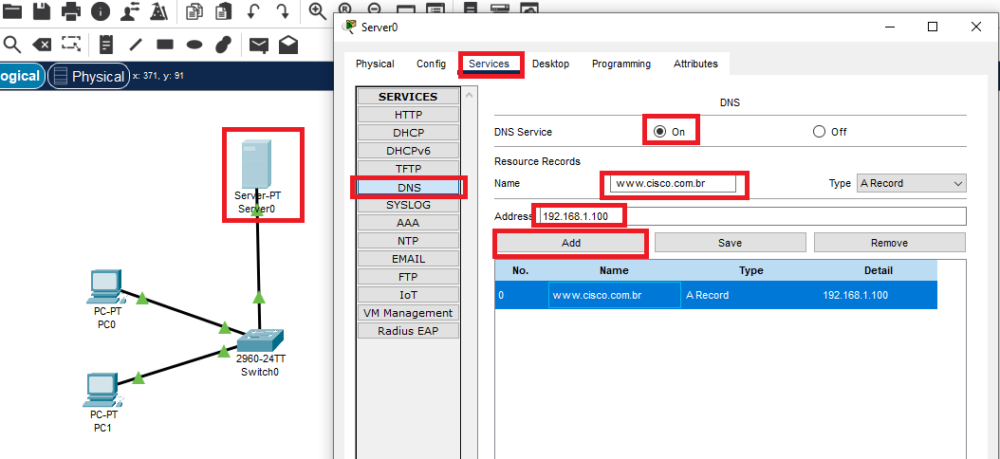 Server0
ogical
Physical
x: 371, y: 91
Physical Config Services Desktop Programming Attributes
SERVICES
HTTP
DHCP
DHCPv6
TFTP
DNS
SYSLOG
AAA
NTP
EMAIL
FTP
IoT
VM Management
Radius EAP
DNS
DNS Service On Off
Resource Records
Name www.cisco.com.br Type A Record
Address 192.168.1.100
Add Save Remove
No. Name Type Detail
0 www.cisco.com.br A Record 192.168.1.100
Server-PT
Server0
PC-PT
PC0
2960-24TT
Switch0
PC-PT
PC1